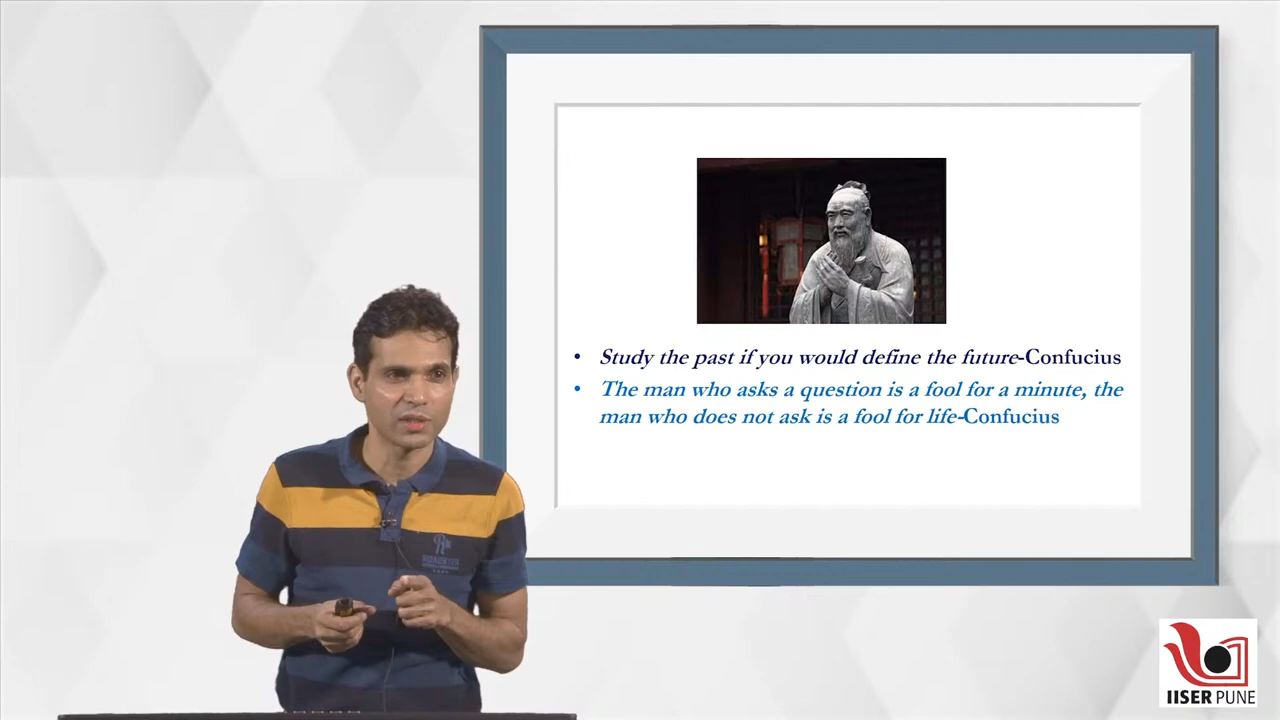 Study the past if you would define the future-Confucius
The man who asks a question is a fool for a minute, the
man who does not ask is a fool for life-Confucius
ROADSTER
IISER PUNE